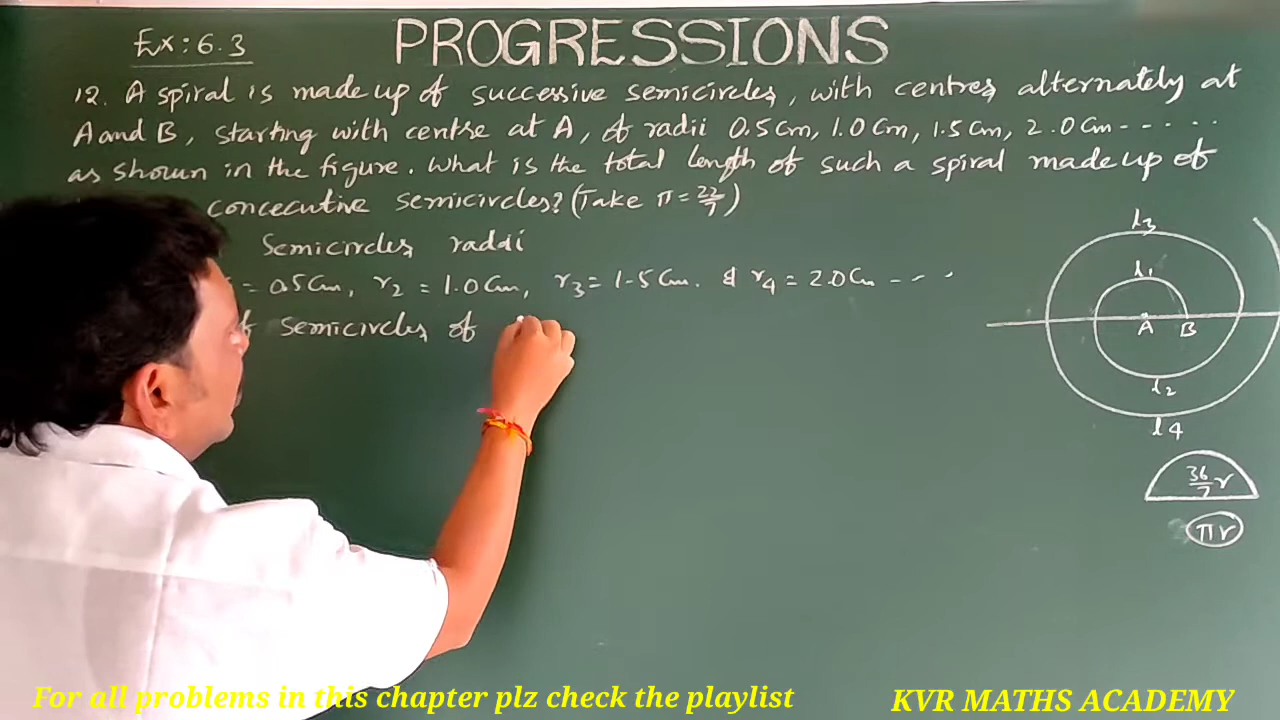 Ex: 6.3
PROGRESSIONS
12. A spiral is made up of successive semicircles, with centres alternately at
A and B, starting with centre at A, of radii 0.5 Cm, 1.0 Cm, 1.5 Cm, 2.0 Cm - - - - -
as shown in the figure. What is the total length of such a spiral made up of
concecutive semicircles? (Take π = 22/7)
Semicircles raddi
= 0.5 Cm, r2 = 1.0 Cm, r3 = 1.5 Cm. & r4 = 2.0 Cm - - -
of semicircles of
l3
l1
A B
l2
l4
36/7 r
πr
For all problems in this chapter plz check the playlist
KVR MATHS ACADEMY